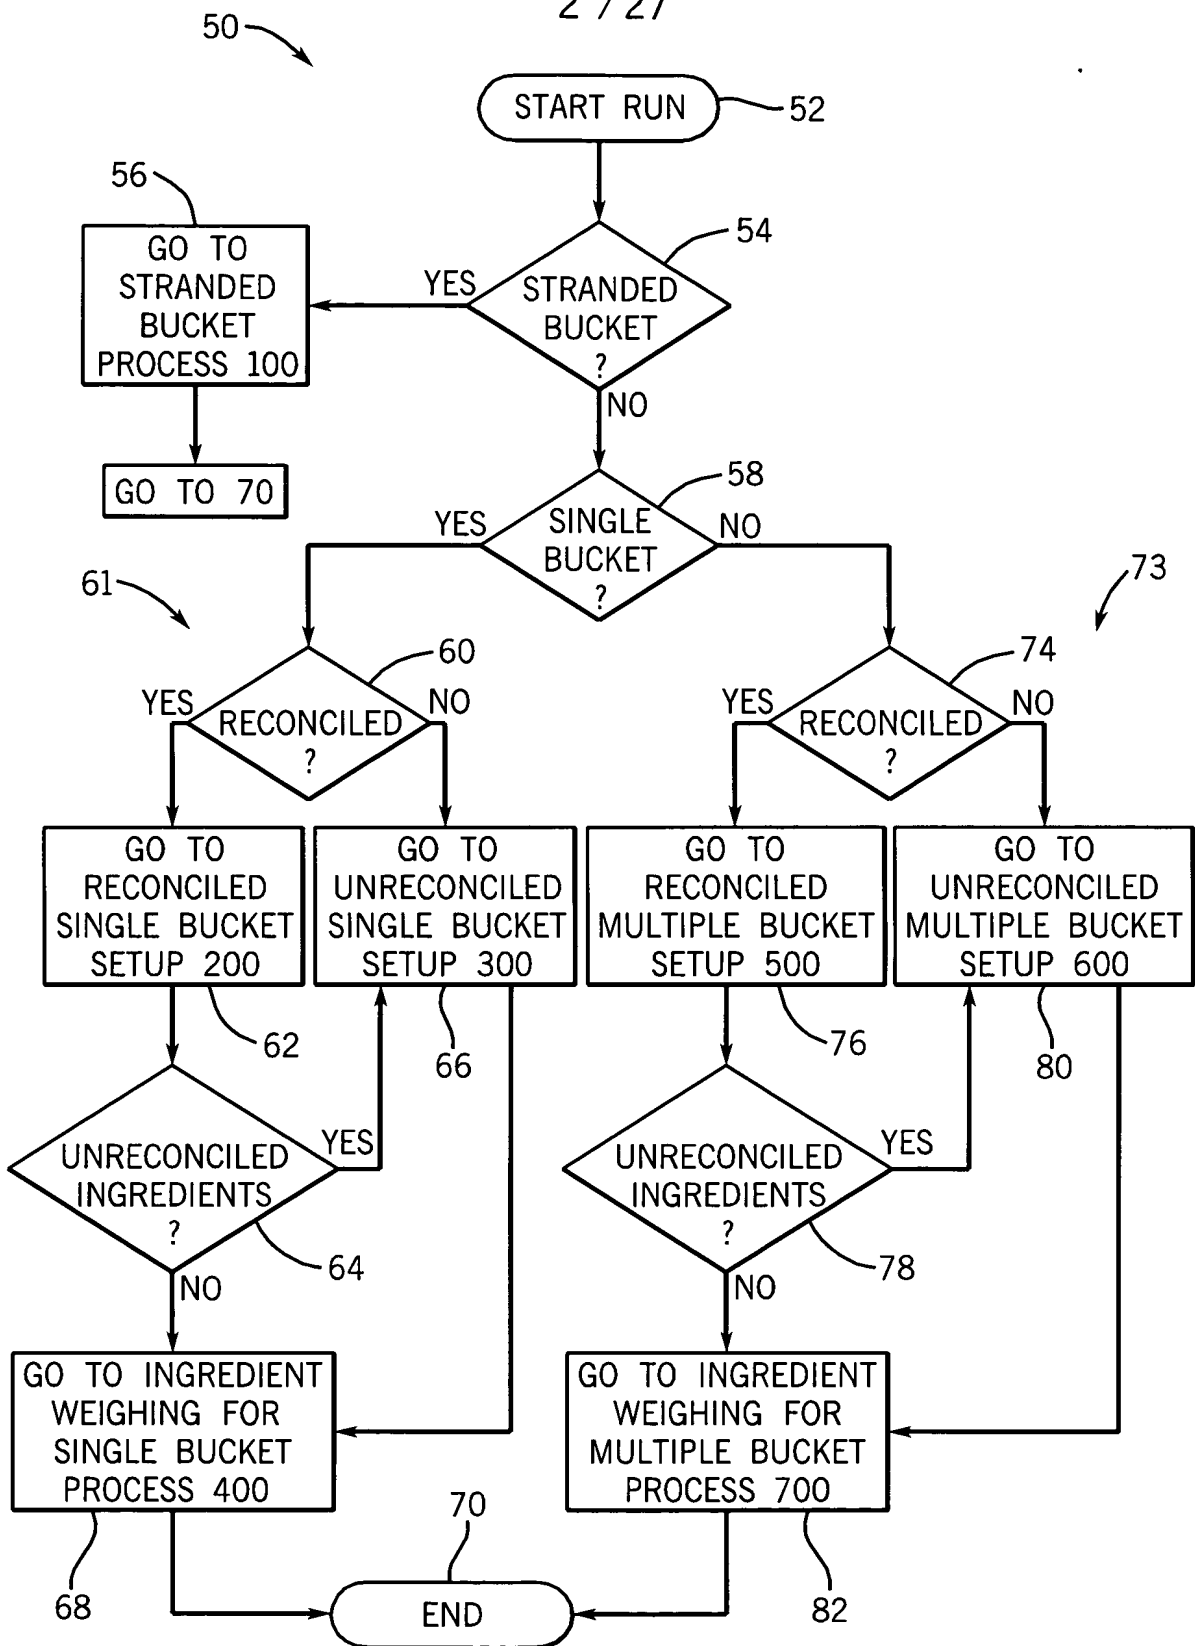 2/27
50
START RUN
52
56
54
GO TO
STRANDED
BUCKET
PROCESS 100
YES
STRANDED
BUCKET
?
NO
GO TO 70
58
YES
SINGLE
BUCKET
?
NO
61
73
60
74
YES
RECONCILED
?
NO
YES
RECONCILED
?
NO
GO TO
RECONCILED
SINGLE BUCKET
SETUP 200
GO TO
UNRECONCILED
SINGLE BUCKET
SETUP 300
GO TO
RECONCILED
MULTIPLE BUCKET
SETUP 500
GO TO
UNRECONCILED
MULTIPLE BUCKET
SETUP 600
62
66
76
80
UNRECONCILED
INGREDIENTS
?
YES
UNRECONCILED
INGREDIENTS
?
YES
64
78
NO
NO
GO TO INGREDIENT
WEIGHING FOR
SINGLE BUCKET
PROCESS 400
GO TO INGREDIENT
WEIGHING FOR
MULTIPLE BUCKET
PROCESS 700
70
68
END
82